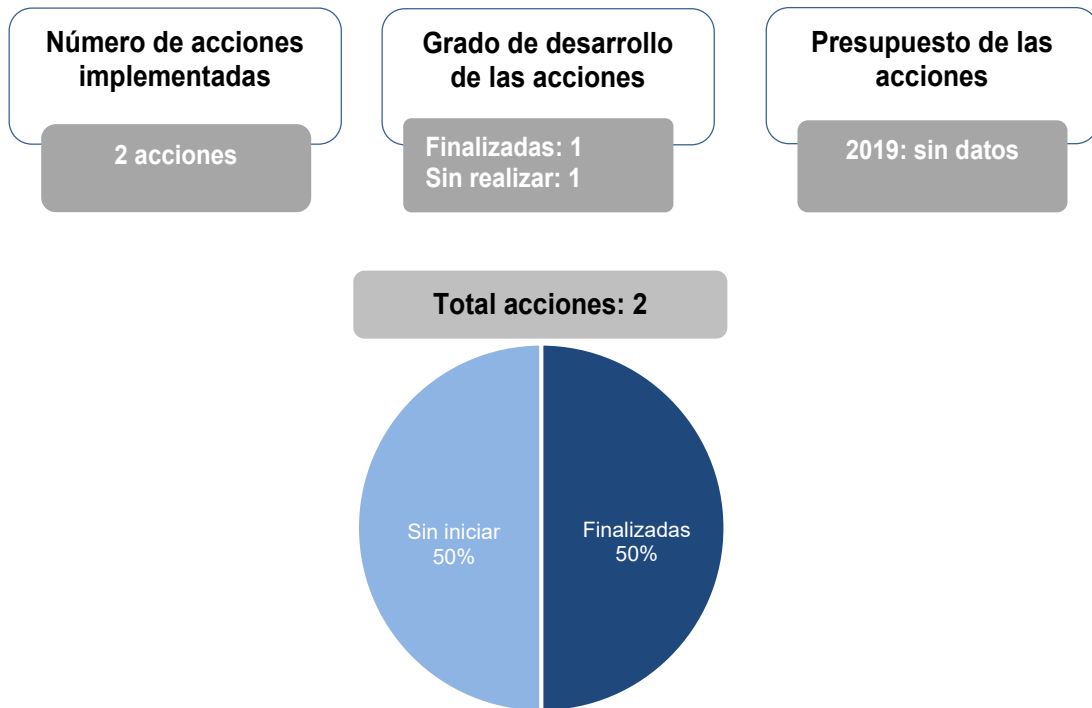 Número de acciones
implementadas
2 acciones
Grado de desarrollo
de las acciones
Finalizadas: 1
Sin realizar: 1
Presupuesto de las
acciones
2019: sin datos
Total acciones: 2
Sin iniciar
50%
Finalizadas
50%